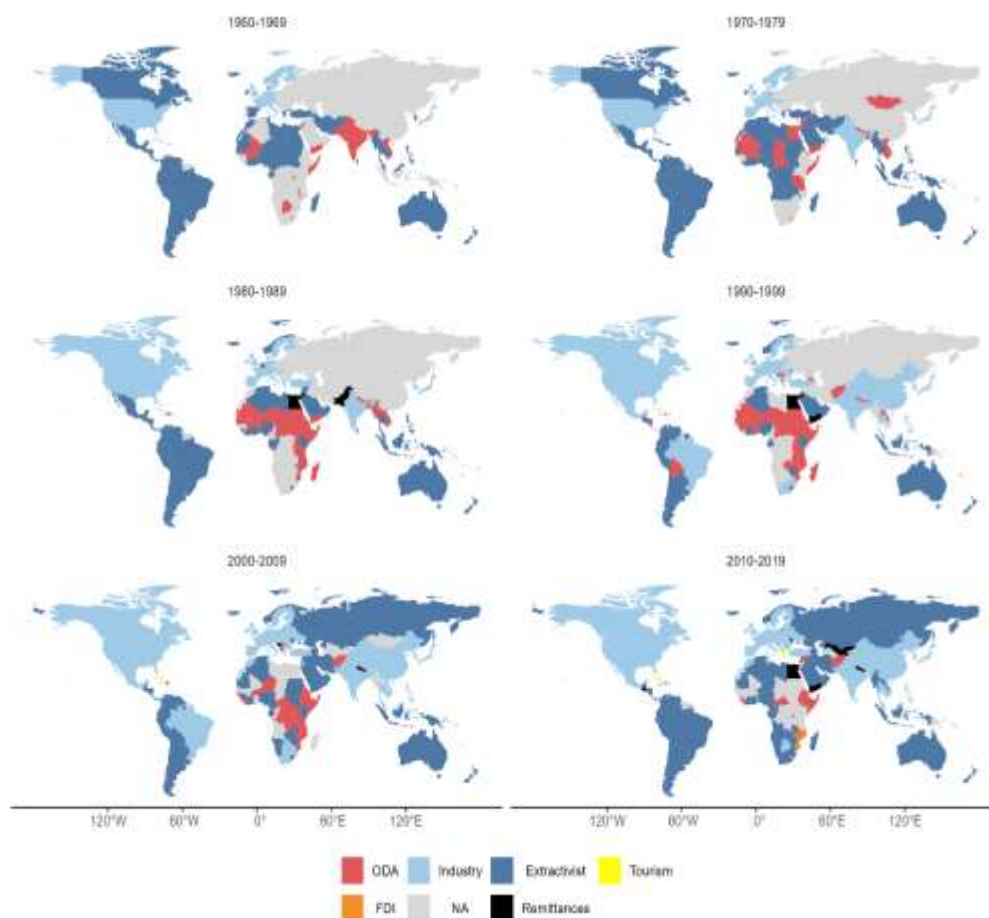 1960-1969 1970-1979
1980-1989 1990-1999
2000-2009 2010-2019
120°W 60°W 0° 60°E 120°E 120°W 60°W 0° 60°E 120°E
ODA Industry Extractivist Tourism
FDI NA Remittances